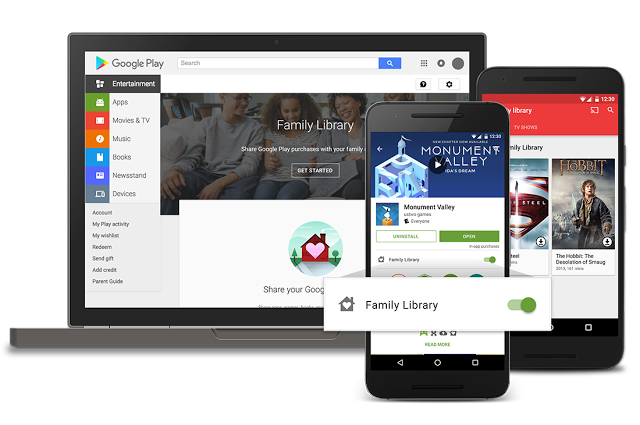 Google Play
Search
Entertainment
Apps
Movies & TV
Music
Books
Newsstand
Devices
Account
My Play activity
My wishlist
Redeem
Send gift
Add credit
Parent Guide
Family Library
Share Google Play purchases with your family
GET STARTED
Share your Goog
12:30
NEW CHAPTER NOW AVAILABLE
MONUMENT
VALLEY
IDA'S DREAM
Monument Valley
ustwo games
Everyone
UNINSTALL
OPEN
In-app purchases
Family Library
Family Library
READ MORE
12:30
ily library
TV SHOWS
Family Library
STEEL
THE
HOBBIT
Steel
The Hobbit: The
Desolation of Smaug
2013, 161 mins